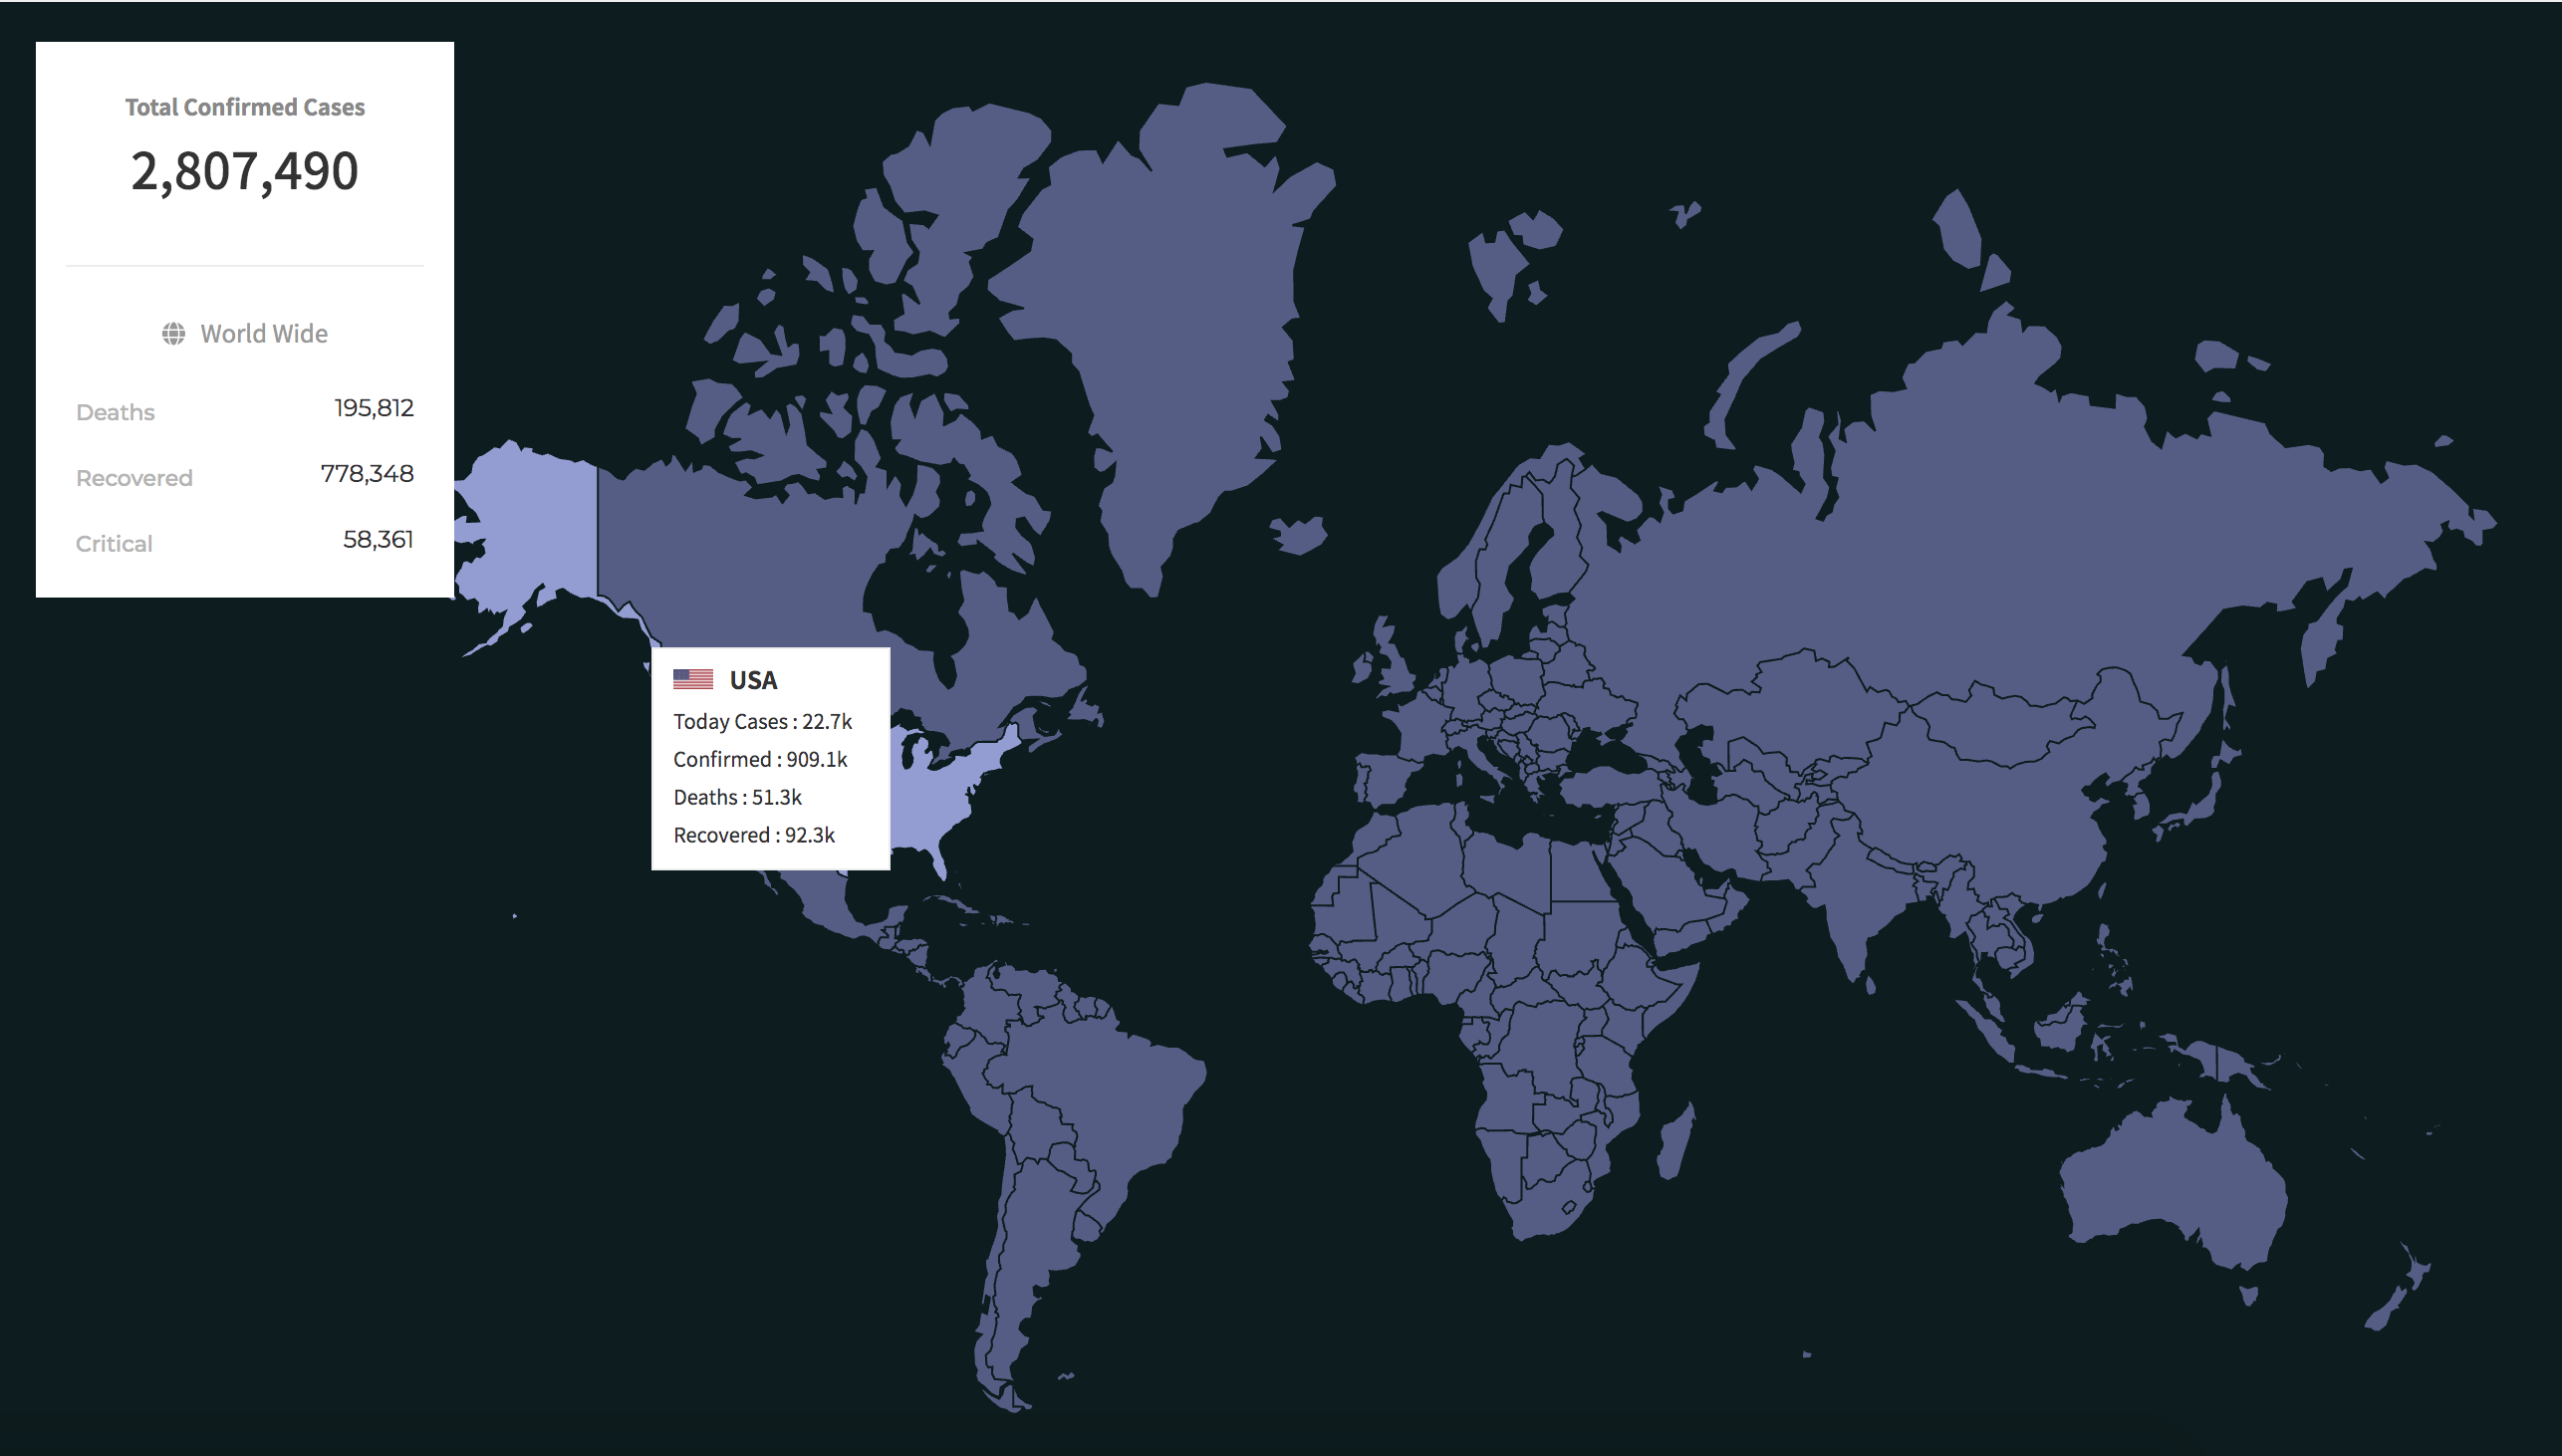 Total Confirmed Cases
2,807,490
World Wide
Deaths 195,812
Recovered 778,348
Critical 58,361
USA
Today Cases : 22.7k
Confirmed : 909.1k
Deaths : 51.3k
Recovered : 92.3k